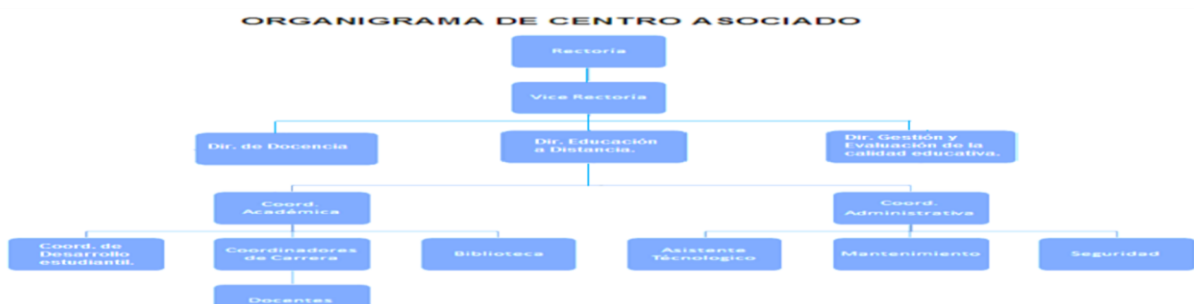 ORGANIGRAMA DE CENTRO ASOCIADO
Rectoría
Vice Rectoría
Dir. de Docencia
Dir. Educación
a Distancia.
Dir. Gestión y
Evaluación de la
calidad educativa.
Coord.
Académica
Coord.
Administrativa
Coord. de
Desarrollo
estudiantil.
Coordinadores
de Carrera
Biblioteca
Asistente
Técnologico
Mantenimiento
Seguridad
Docentes